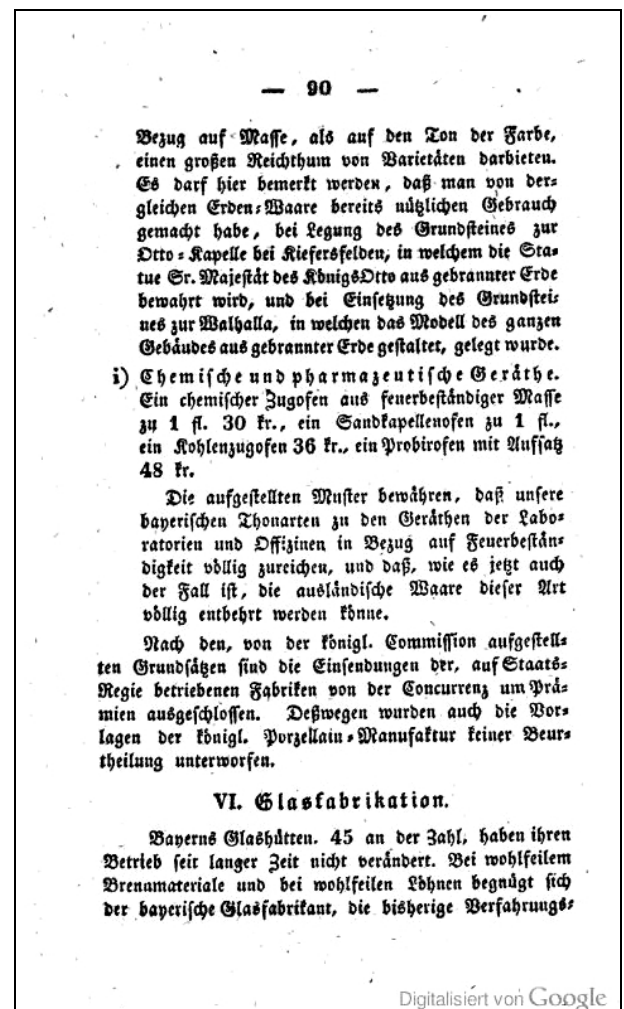 — 90 —
Bezug auf Masse, als auf den Ton der Farbe,
einen großen Reichthum von Varietäten darbieten.
Es darf hier bemerkt werden, daß man von der-
gleichen Erden-Waare bereits nützlichen Gebrauch
gemacht habe, bei Legung des Grundsteines zur
Otto-Kapelle bei Kiefersfelden, in welchem die Sta-
tue Sr. Majestät des Königs Otto aus gebrannter Erde
bewahrt wird, und bei Einsetzung des Grundstei-
nes zur Walhalla, in welchen das Modell des ganzen
Gebäudes aus gebrannter Erde gestaltet, gelegt wurde.
i) Chemische und pharmazeutische Geräthe.
Ein chemischer Zugofen aus feuerbeständiger Masse
zu 1 fl. 30 kr., ein Sandkapellenofen zu 1 fl.,
ein Kohlenzugofen 36 kr., ein Probirofen mit Aufsatz
48 kr.
Die aufgestellten Muster bewähren, daß unsere
bayerischen Thonarten zu den Geräthen der Labo-
ratorien und Offizinen in Bezug auf Feuerbestän-
digkeit völlig zureichen, und daß, wie es jetzt auch
der Fall ist, die ausländische Waare dieser Art
völlig entbehrt werden könne.
Nach den, von der königl. Commission aufgestell-
ten Grundsätzen sind die Einsendungen der, auf Staats-
Regie betriebenen Fabriken von der Concurrenz um Prä-
mien ausgeschlossen. Deßwegen wurden auch die Vor-
lagen der königl. Porzellain-Manufaktur keiner Beur-
theilung unterworfen.
VI. Glasfabrikation.
Bayerns Glashütten. 45 an der Zahl, haben ihren
Betrieb seit langer Zeit nicht verändert. Bei wohlfeilem
Brenamateriale und bei wohlfeilen Löhnen begnügt sich
der bayerische Glasfabrikant, die bisherige Verfahrungs-
Digitalisiert von Google